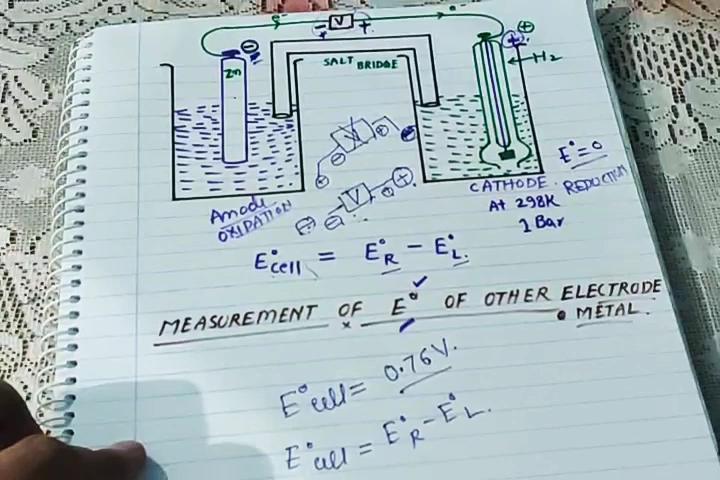 e⁻ - V + e⁻
⊖ ⊕
Zn
SALT BRIDGE
H₂
E°=0
Anode
OXIDATION
V
⊖ V ⊕
CATHODE REDUCTION
At 298K
1 Bar
E°cell = E°R - E°L.
MEASUREMENT OF E° OF OTHER ELECTRODE
METAL.
E°cell = 0.76V.
E°cell = E°R - E°L.